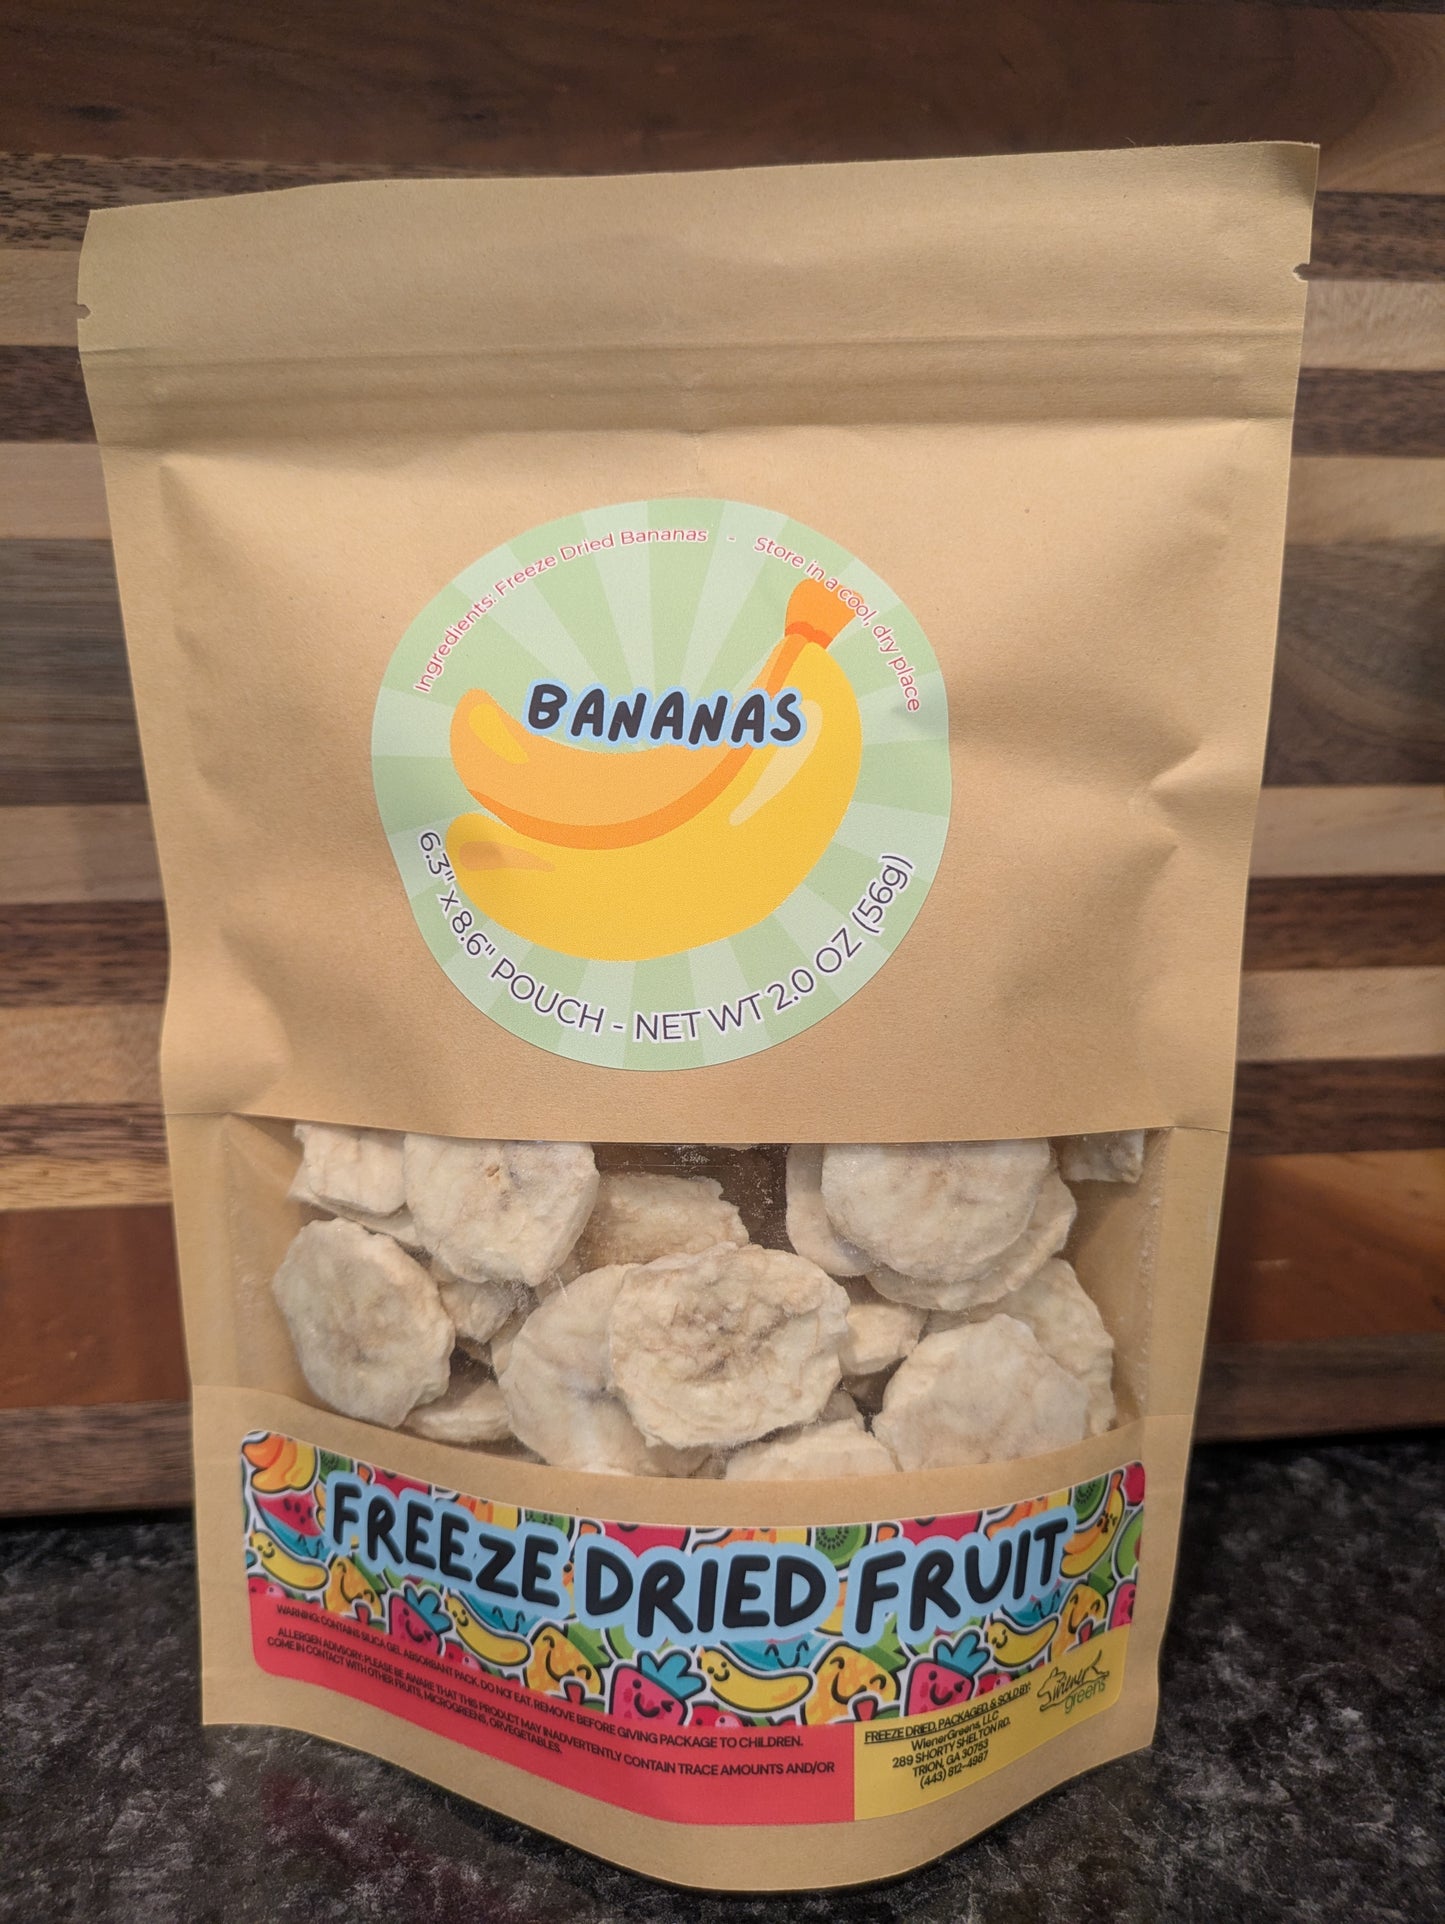 Ingredients: Freeze Dried Bananas - Store in a cool, dry place
BANANAS
6.3" x 8.6" POUCH - NET WT 2.0 OZ (56g)
FREEZE DRIED FRUIT
WARNING: CONTAINS SILICA GEL ABSORBANT PACK. DO NOT EAT. REMOVE BEFORE GIVING PACKAGE TO CHILDREN.
ALLERGEN ADVISORY: PLEASE BE AWARE THAT THIS PRODUCT MAY INADVERTENTLY CONTAIN TRACE AMOUNTS AND/OR
COME IN CONTACT WITH OTHER FRUITS, MICROGREENS, OR VEGETABLES.
FREEZE DRIED, PACKAGED, & SOLD BY:
WienerGreens, LLC
289 SHORTY SHELTON RD.
TRION, GA 30753
(443) 812-4987
Wiener
greens